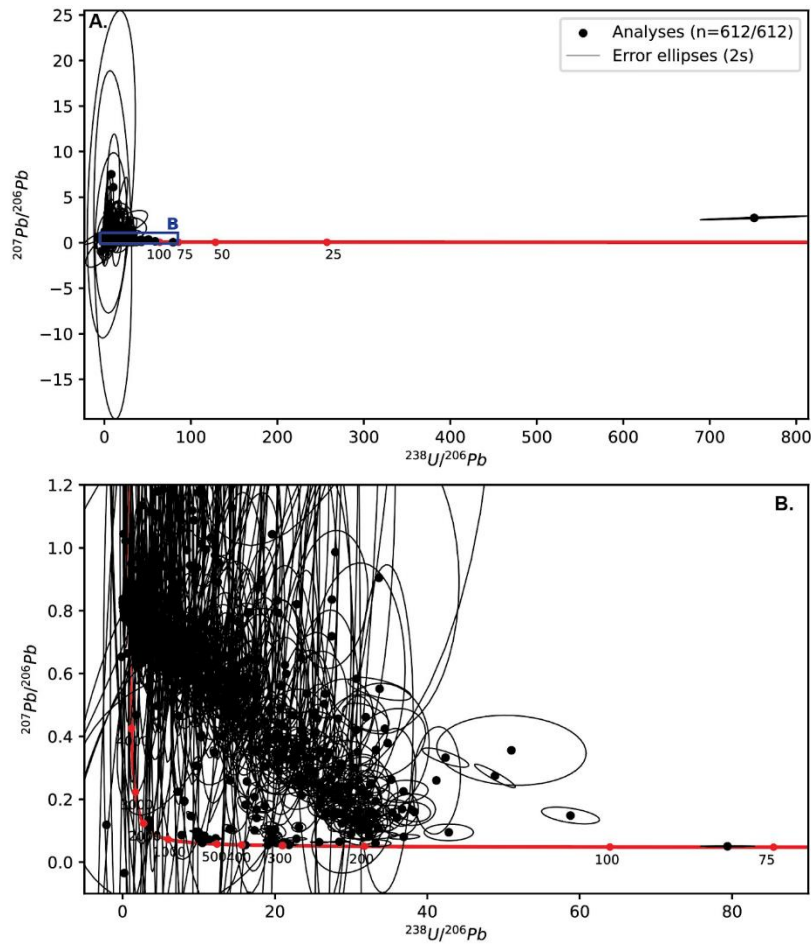 A.
Analyses (n=612/612)
Error ellipses (2s)
25
20
15
10
5
0
−5
−10
−15
B
100 75 50 25
0 100 200 300 400 500 600 700 800
²⁰⁷Pb/²⁰⁶Pb
²³⁸U/²⁰⁶Pb
B.
1.2
1.0
0.8
0.6
0.4
0.2
0.0
500 400 300 200 100 75
0 20 40 60 80
²⁰⁷Pb/²⁰⁶Pb
²³⁸U/²⁰⁶Pb